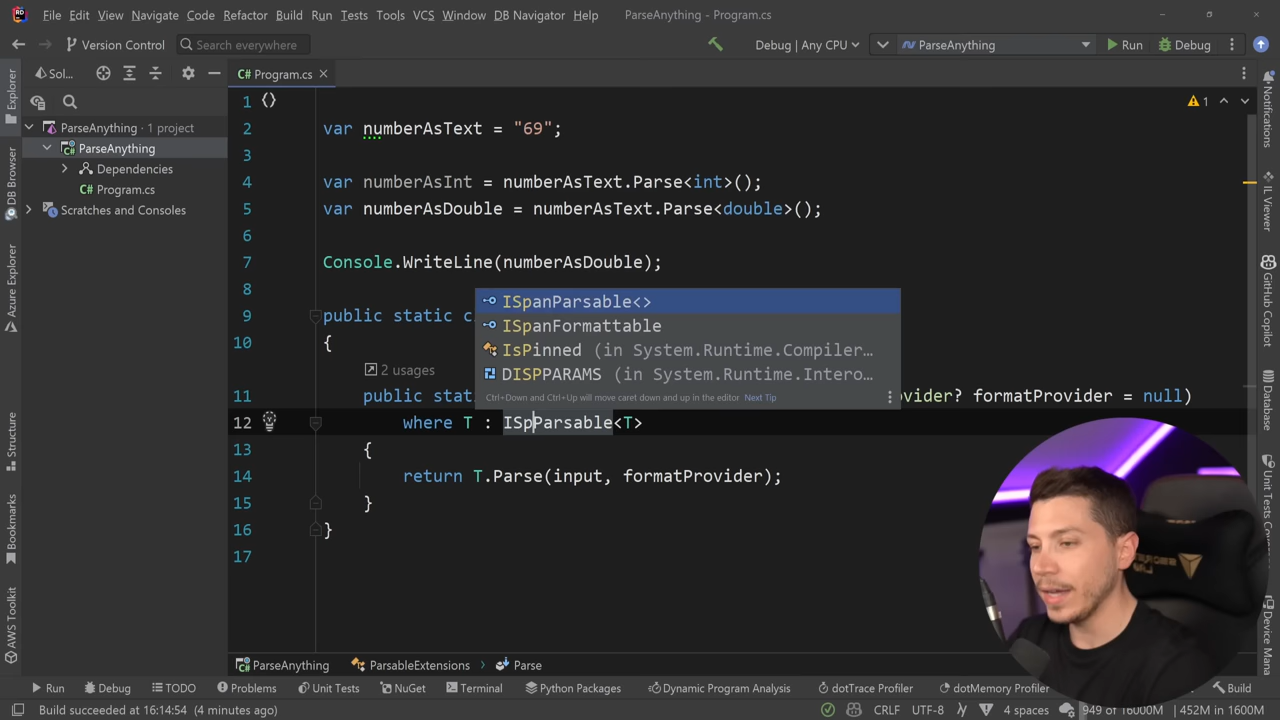 File Edit View Navigate Code Refactor Build Run Tests Tools VCS Window DB Navigator Help ParseAnything - Program.cs
Version Control Search everywhere Debug | Any CPU ParseAnything Run Debug
Explorer
Sol...
C# Program.cs
Notifications
ParseAnything · 1 project
ParseAnything
Dependencies
C# Program.cs
Scratches and Consoles
DB Browser
Azure Explorer
Structure
Bookmarks
AWS Toolkit
1
2 var numberAsText = "69";
3
4 var numberAsInt = numberAsText.Parse<int>();
5 var numberAsDouble = numberAsText.Parse<double>();
6
7 Console.WriteLine(numberAsDouble);
8
9 public static c
10 {
2 usages
11 public stat vider? formatProvider = null)
12 where T : ISpParsable<T>
13 {
14 return T.Parse(input, formatProvider);
15 }
16 }
17
ISpanParsable<>
ISpanFormattable
IsPinned (in System.Runtime.Compiler...
DISPPARAMS (in System.Runtime.Intero...
Ctrl+Down and Ctrl+Up will move caret down and up in the editor Next Tip
1
IL Viewer
GitHub Copilot
Database
Unit Tests
Device Mana
ParseAnything ParsableExtensions Parse
Run Debug TODO Problems Unit Tests NuGet Terminal Python Packages Dynamic Program Analysis dotTrace Profiler dotMemory Profiler Build
Build succeeded at 16:14:54 (4 minutes ago) CRLF UTF-8 4 spaces 949 of 16000M 452M in 1600M